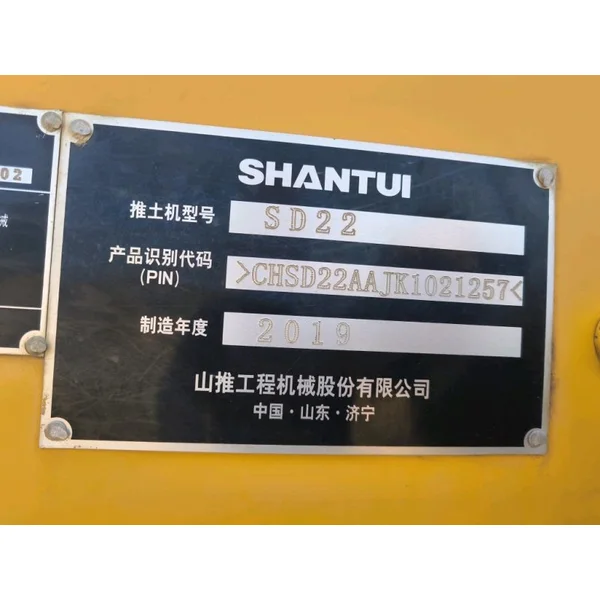 02
械
SHANTUI
推土机型号 SD22
产品识别代码 >CHSD22AAJK1021257<
(PIN)
制造年度 2019
山推工程机械股份有限公司
中国·山东·济宁